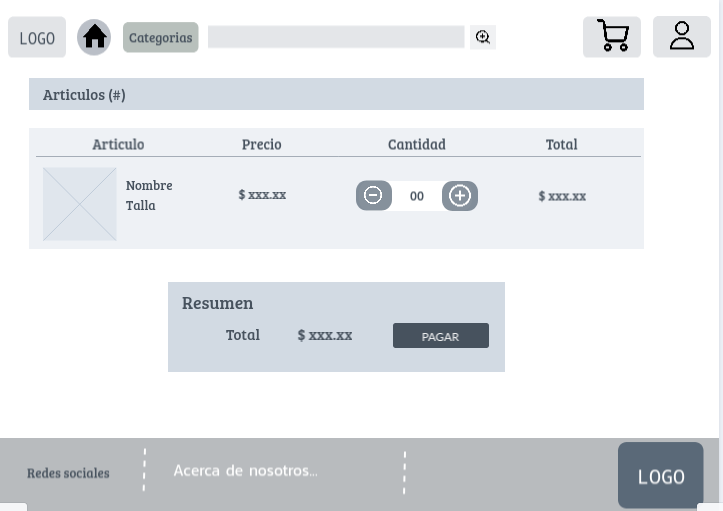 LOGO Categorias
Articulos (#)
Articulo Precio Cantidad Total
Nombre
Talla
$ xxx.xx 00 $ xxx.xx
Resumen
Total $ xxx.xx PAGAR
Redes sociales Acerca de nosotros... LOGO